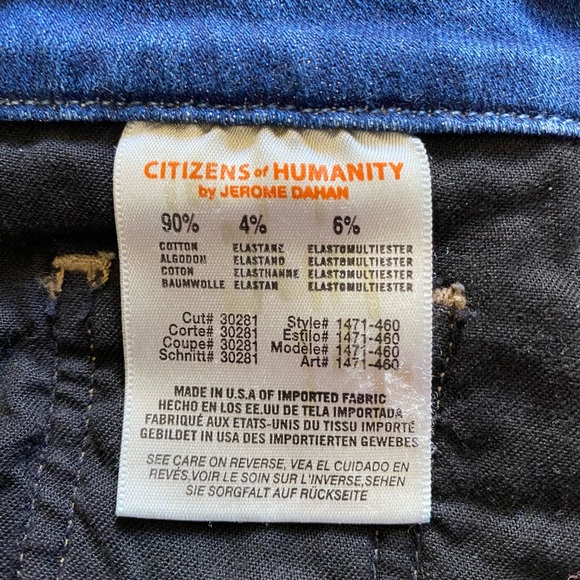 CITIZENS of HUMANITY
by JEROME DAHAN
90% 4% 6%
COTTON ELASTANE ELASTOMULTIESTER
ALGODON ELASTANO ELASTOMULTIESTER
COTON ELASTHANNE ELASTOMULTIESTER
BAUMWOLLE ELASTAN ELASTOMULTIESTER
Cut# 30281 Style# 1471-460
Corte# 30281 Estilo# 1471-460
Coupe# 30281 Modèle# 1471-460
Schnitt# 30281 Art# 1471-460
MADE IN U.S.A OF IMPORTED FABRIC
HECHO EN LOS EE.UU DE TELA IMPORTADA
FABRIQUÉ AUX ETATS-UNIS DU TISSU IMPORTÉ
GEBILDET IN USA DES IMPORTIERTEN GEWEBES
SEE CARE ON REVERSE, VEA EL CUIDADO EN
REVÉS.VOIR LE SOIN SUR L'INVERSE,SEHEN
SIE SORGFALT AUF RÜCKSEITE